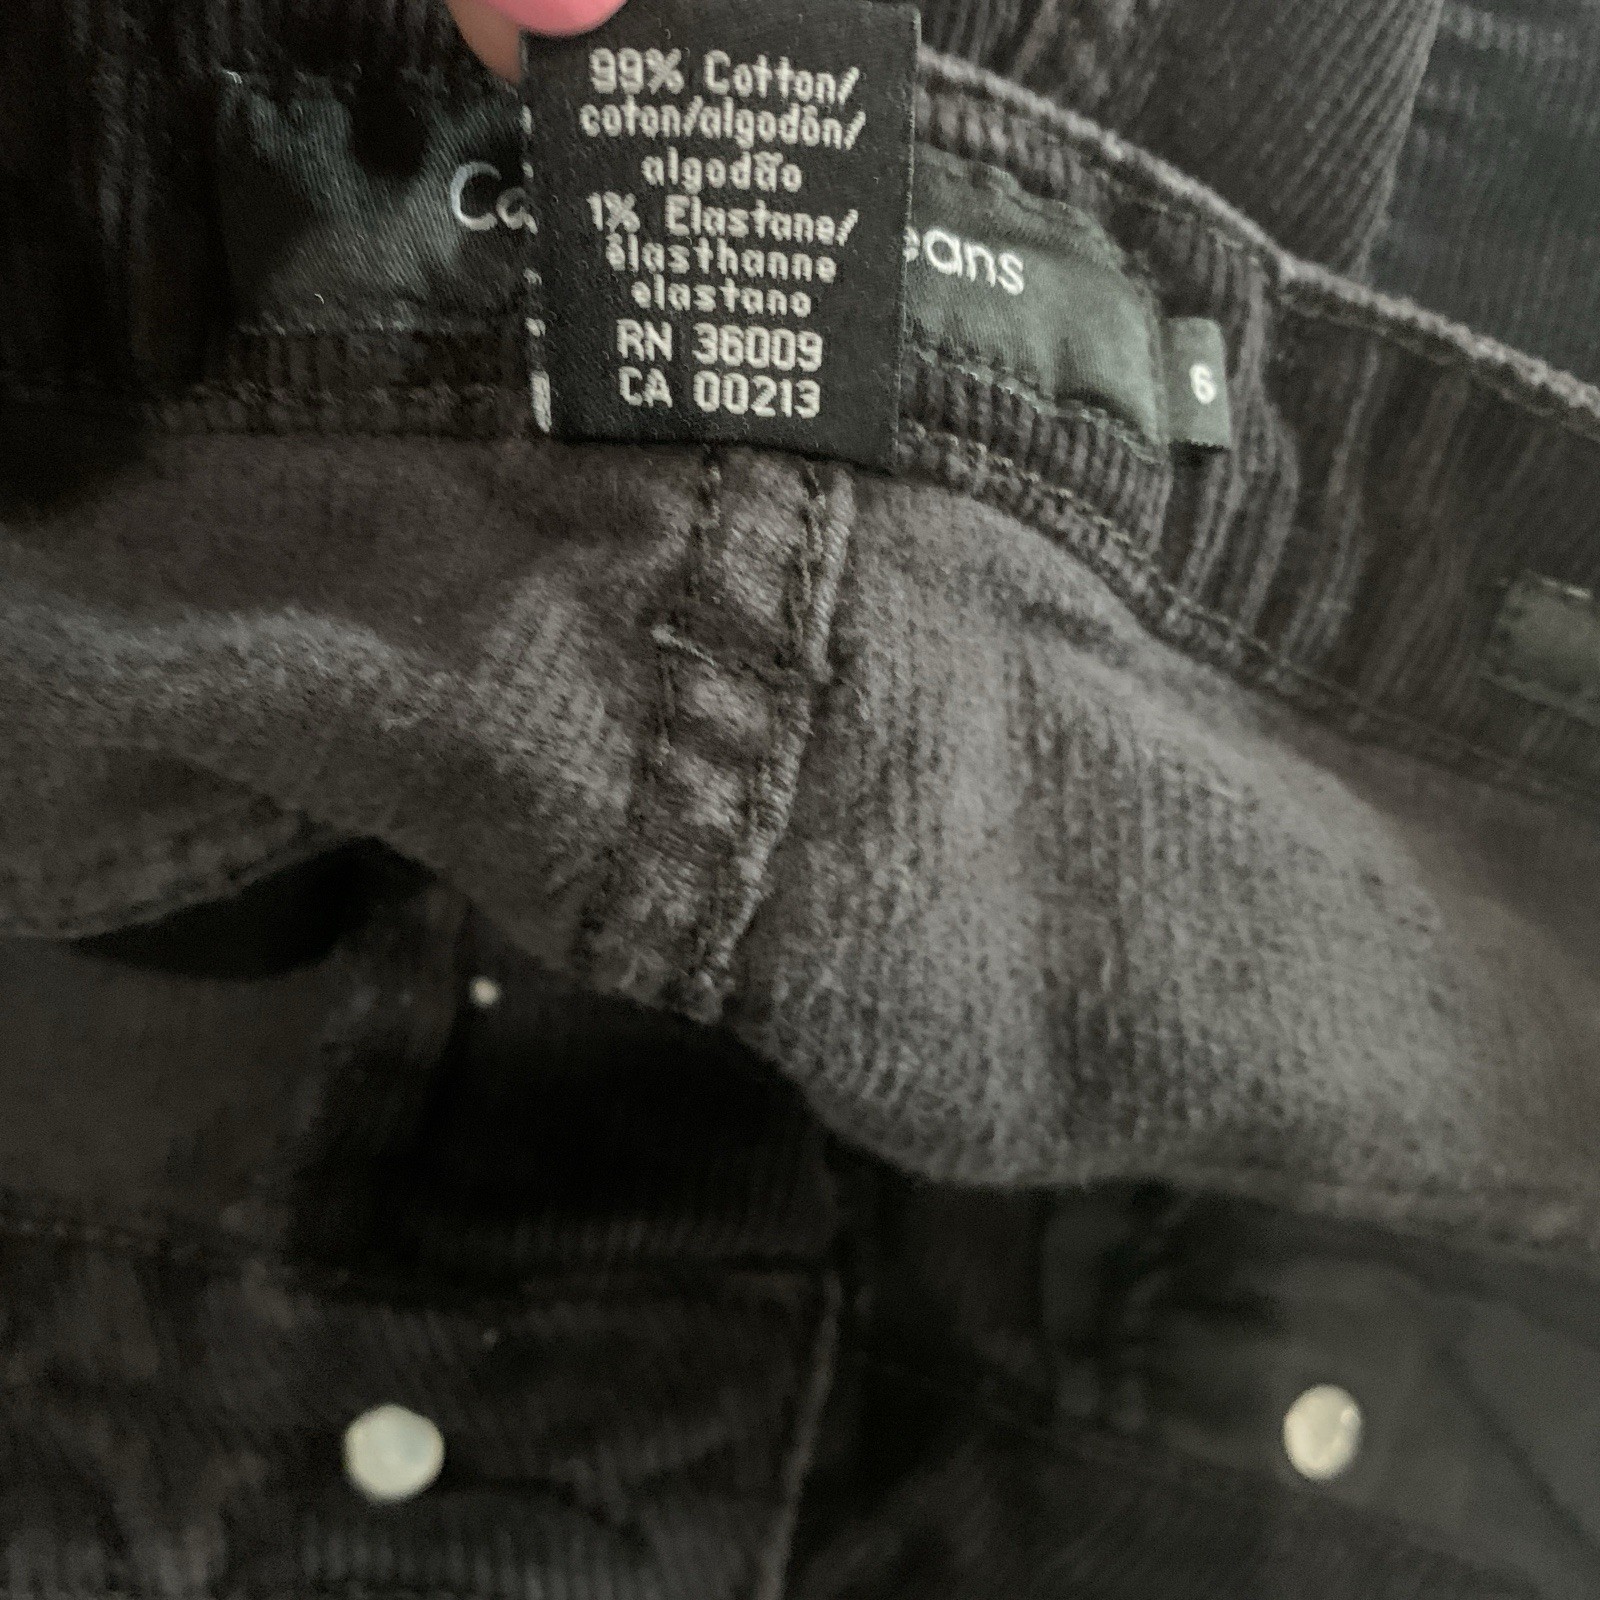 99% Cotton/
coton/algodón/
algodão
1% Elastane/
élasthanne
elastano
RN 36009
CA 00213
Ca
eans
6